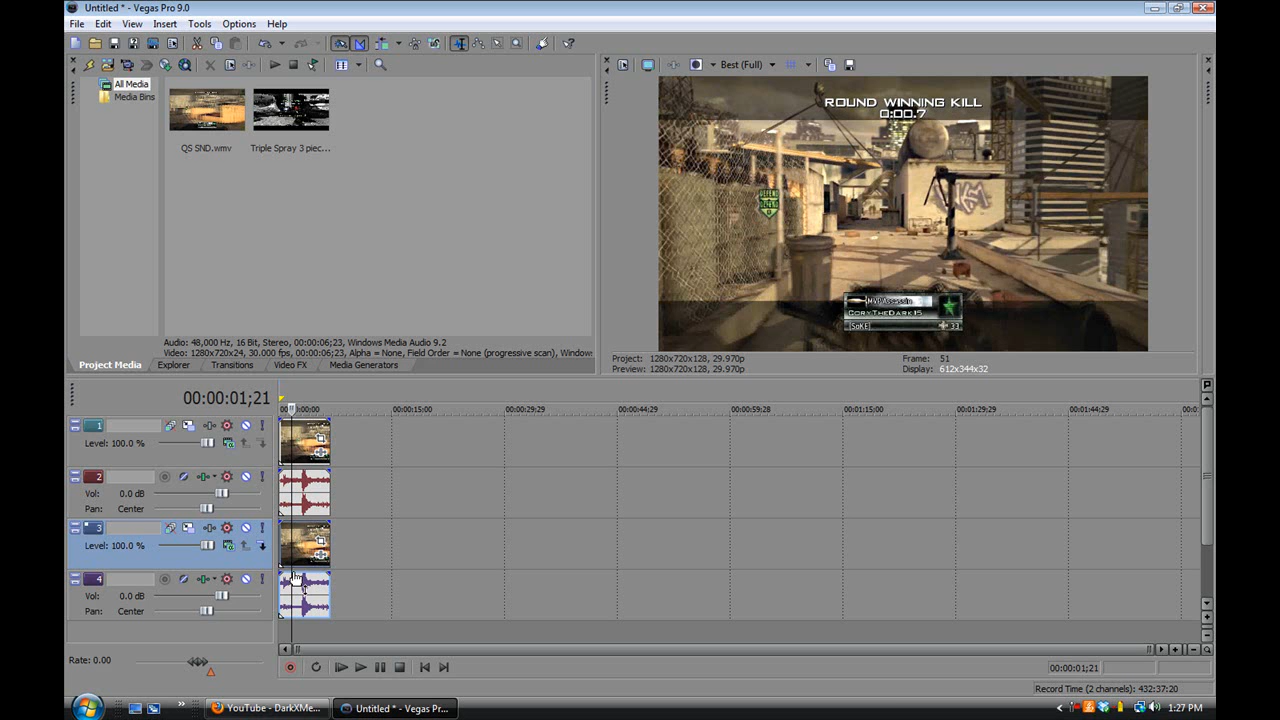 Untitled * - Vegas Pro 9.0
File Edit View Insert Tools Options Help
All Media
Media Bins
QS SND.wmv
Triple Spray 3 piec...
Best (Full)
ROUND WINNING KILL
0:00.7
MVP Assassin
CORYTHEDARK15
[SoKE] 33
Audio: 48,000 Hz, 16 Bit, Stereo, 00:00:06;23, Windows Media Audio 9.2
Video: 1280x720x24, 30.000 fps, 00:00:06;23, Alpha = None, Field Order = None (progressive scan), Window
Project Media Explorer Transitions Video FX Media Generators
Project: 1280x720x128, 29.970p
Preview: 1280x720x128, 29.970p
Frame: 51
Display: 612x344x32
00:00:01;21
00:00:15;00 00:00:29;29 00:00:44;29 00:00:59;28 00:01:15;00 00:01:29;29 00:01:44;29
1
Level: 100.0 %
2
Vol: 0.0 dB
Pan: Center
3
Level: 100.0 %
4
Vol: 0.0 dB
Pan: Center
Rate: 0.00
00:00:01;21
Record Time (2 channels): 432:37:20
YouTube - DarkXMe...
Untitled * - Vegas Pr...
1:27 PM